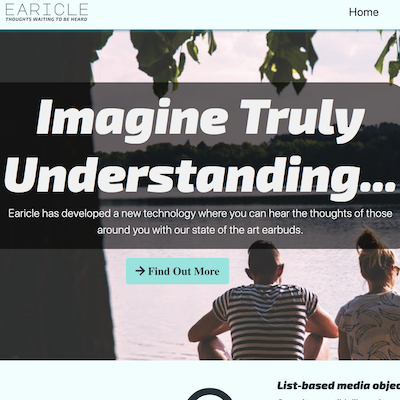 EARICLE
THOUGHTS WAITING TO BE HEARD
Home
Imagine Truly
Understanding...
Earicle has developed a new technology where you can hear the thoughts of those
around you with our state of the art earbuds.
→ Find Out More
List-based media objec